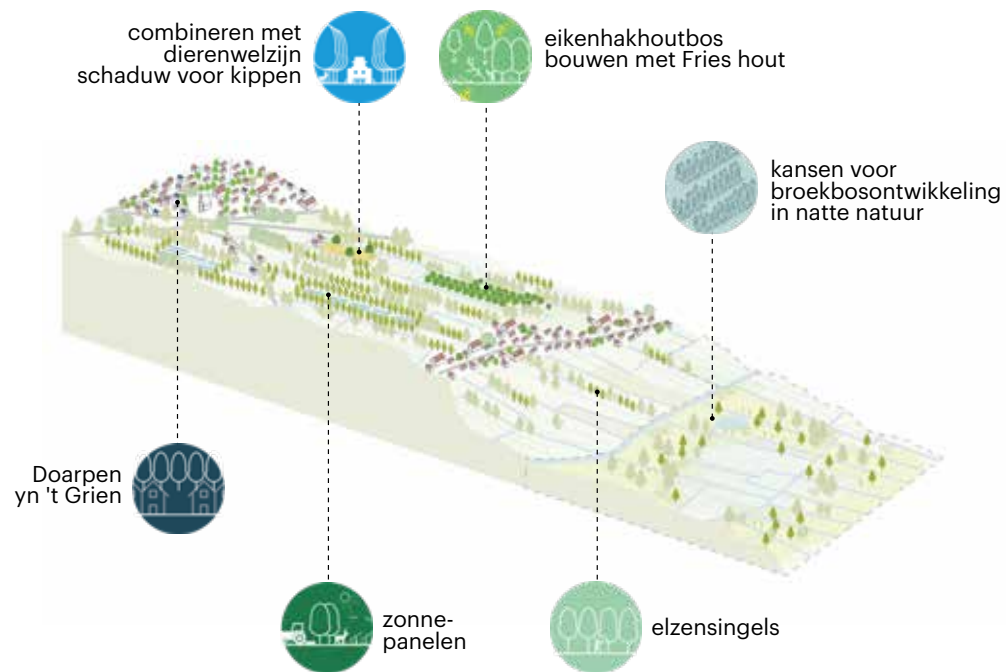 combineren met
dierenwelzijn
schaduw voor kippen
eikenhakhoutbos
bouwen met Fries hout
kansen voor
broekbosontwikkeling
in natte natuur
Doarpen
yn 't Grien
zonne-
panelen
elzensingels